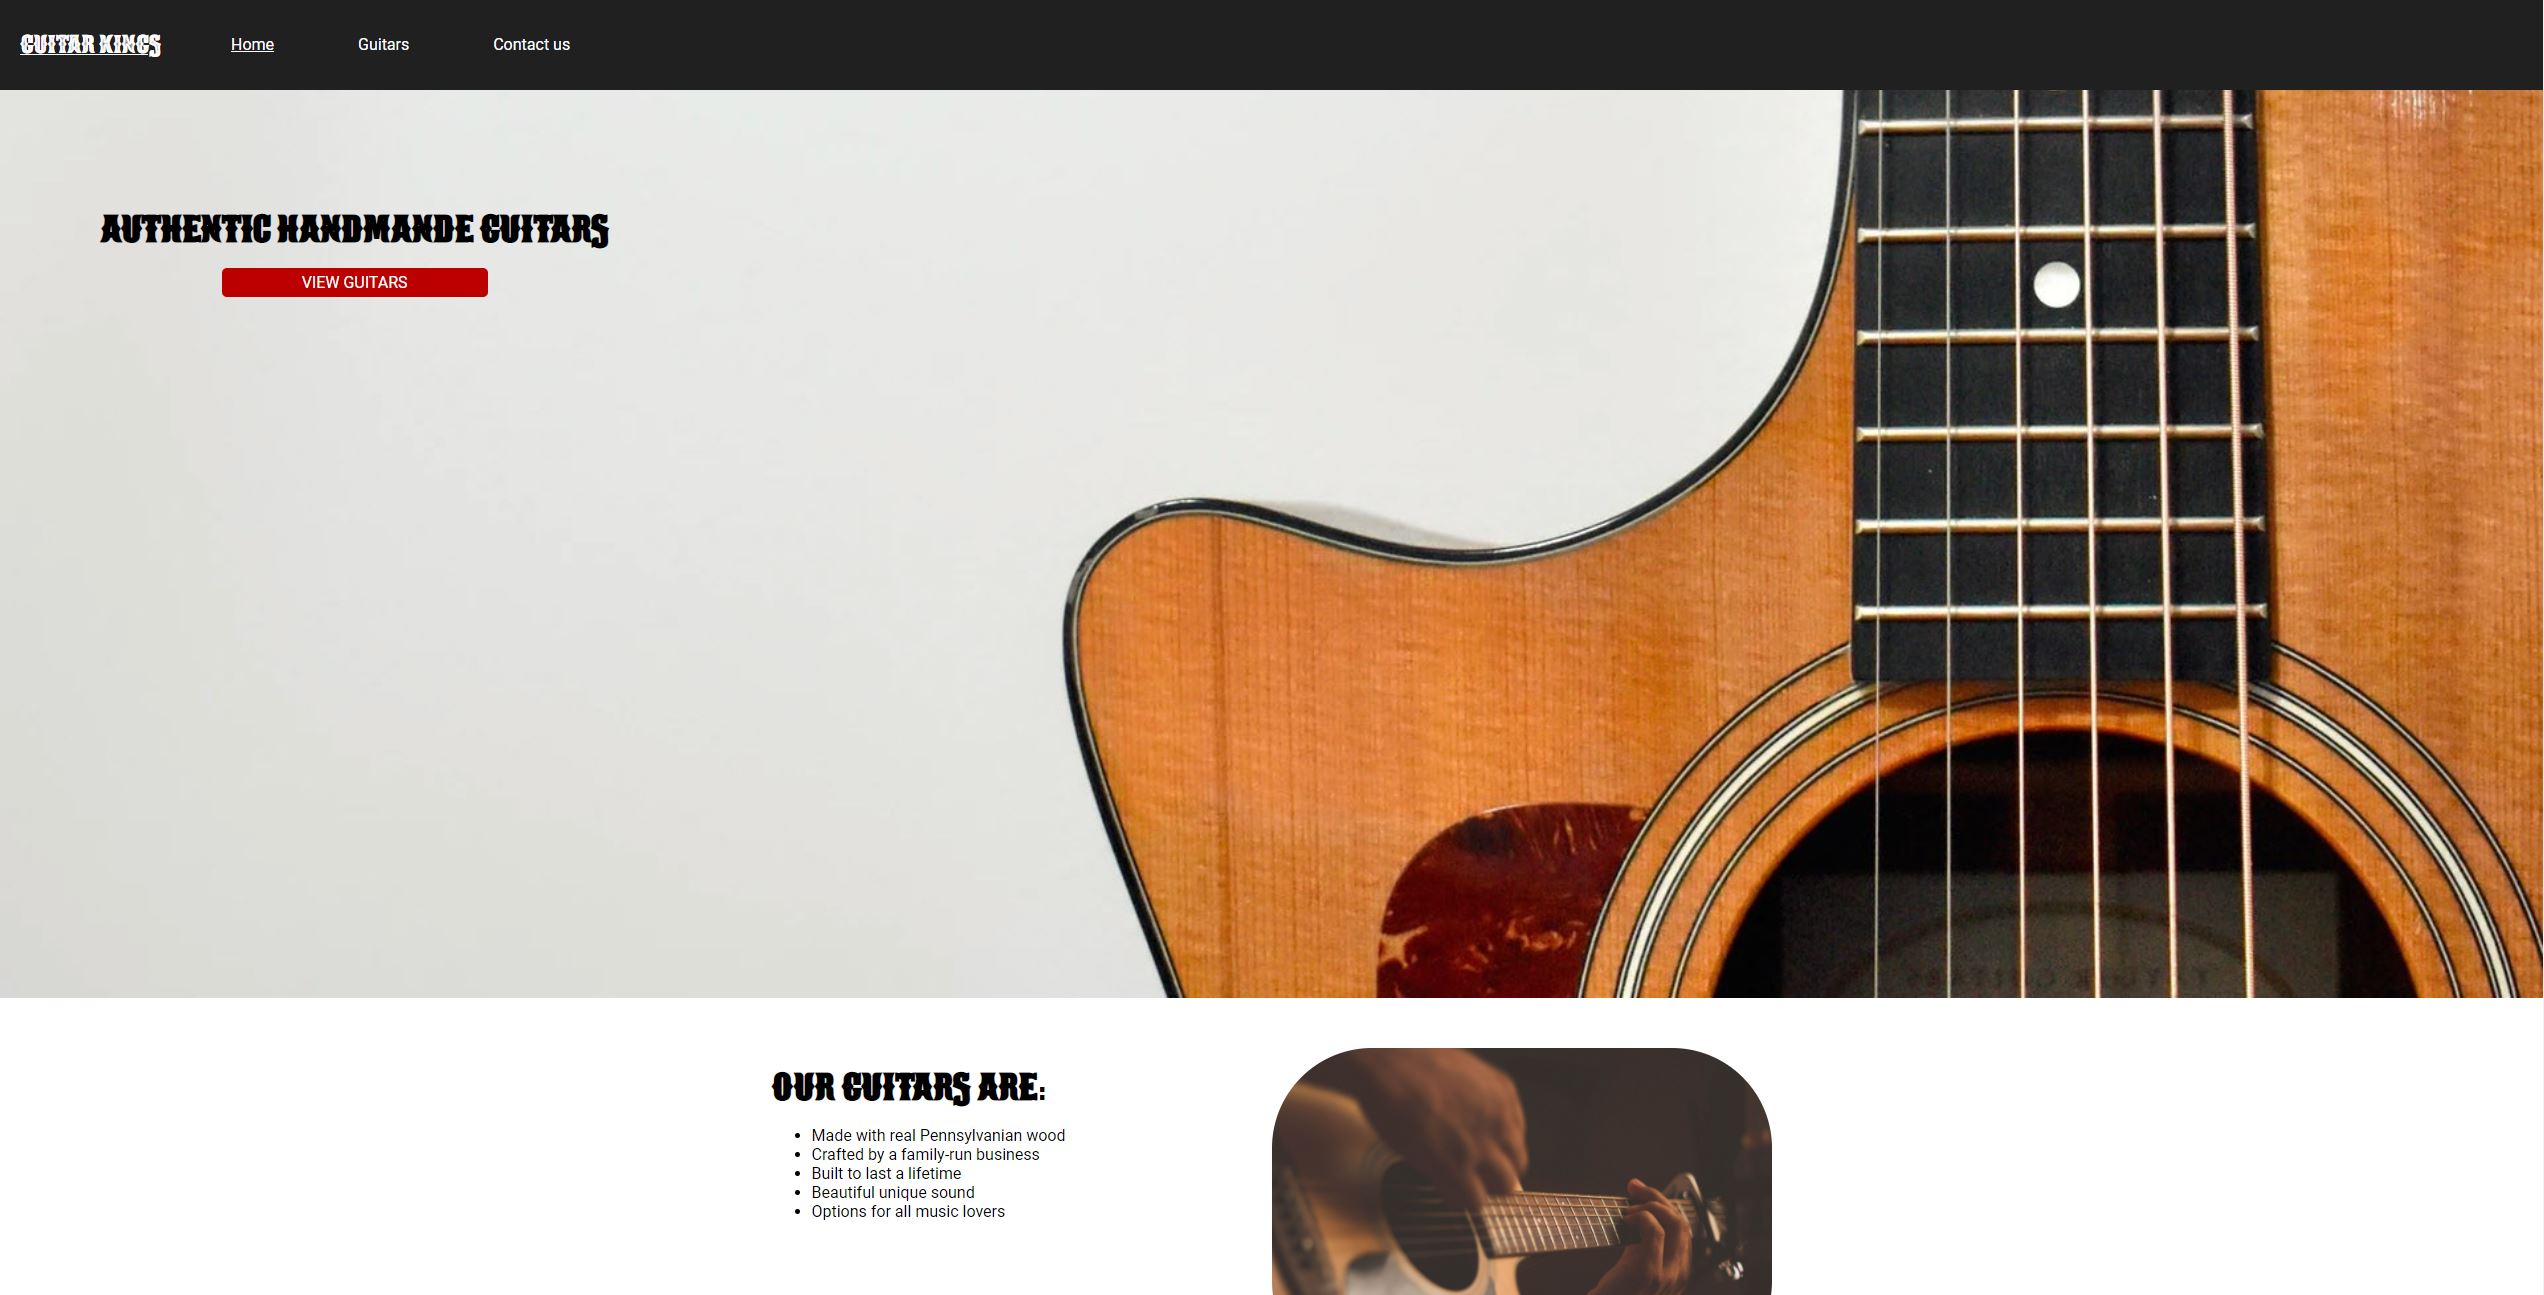 GUITAR KINGS
Home
Guitars
Contact us
AUTHENTIC HANDMANDE GUITARS
VIEW GUITARS
OUR GUITARS ARE:
Made with real Pennsylvanian wood
Crafted by a family-run business
Built to last a lifetime
Beautiful unique sound
Options for all music lovers